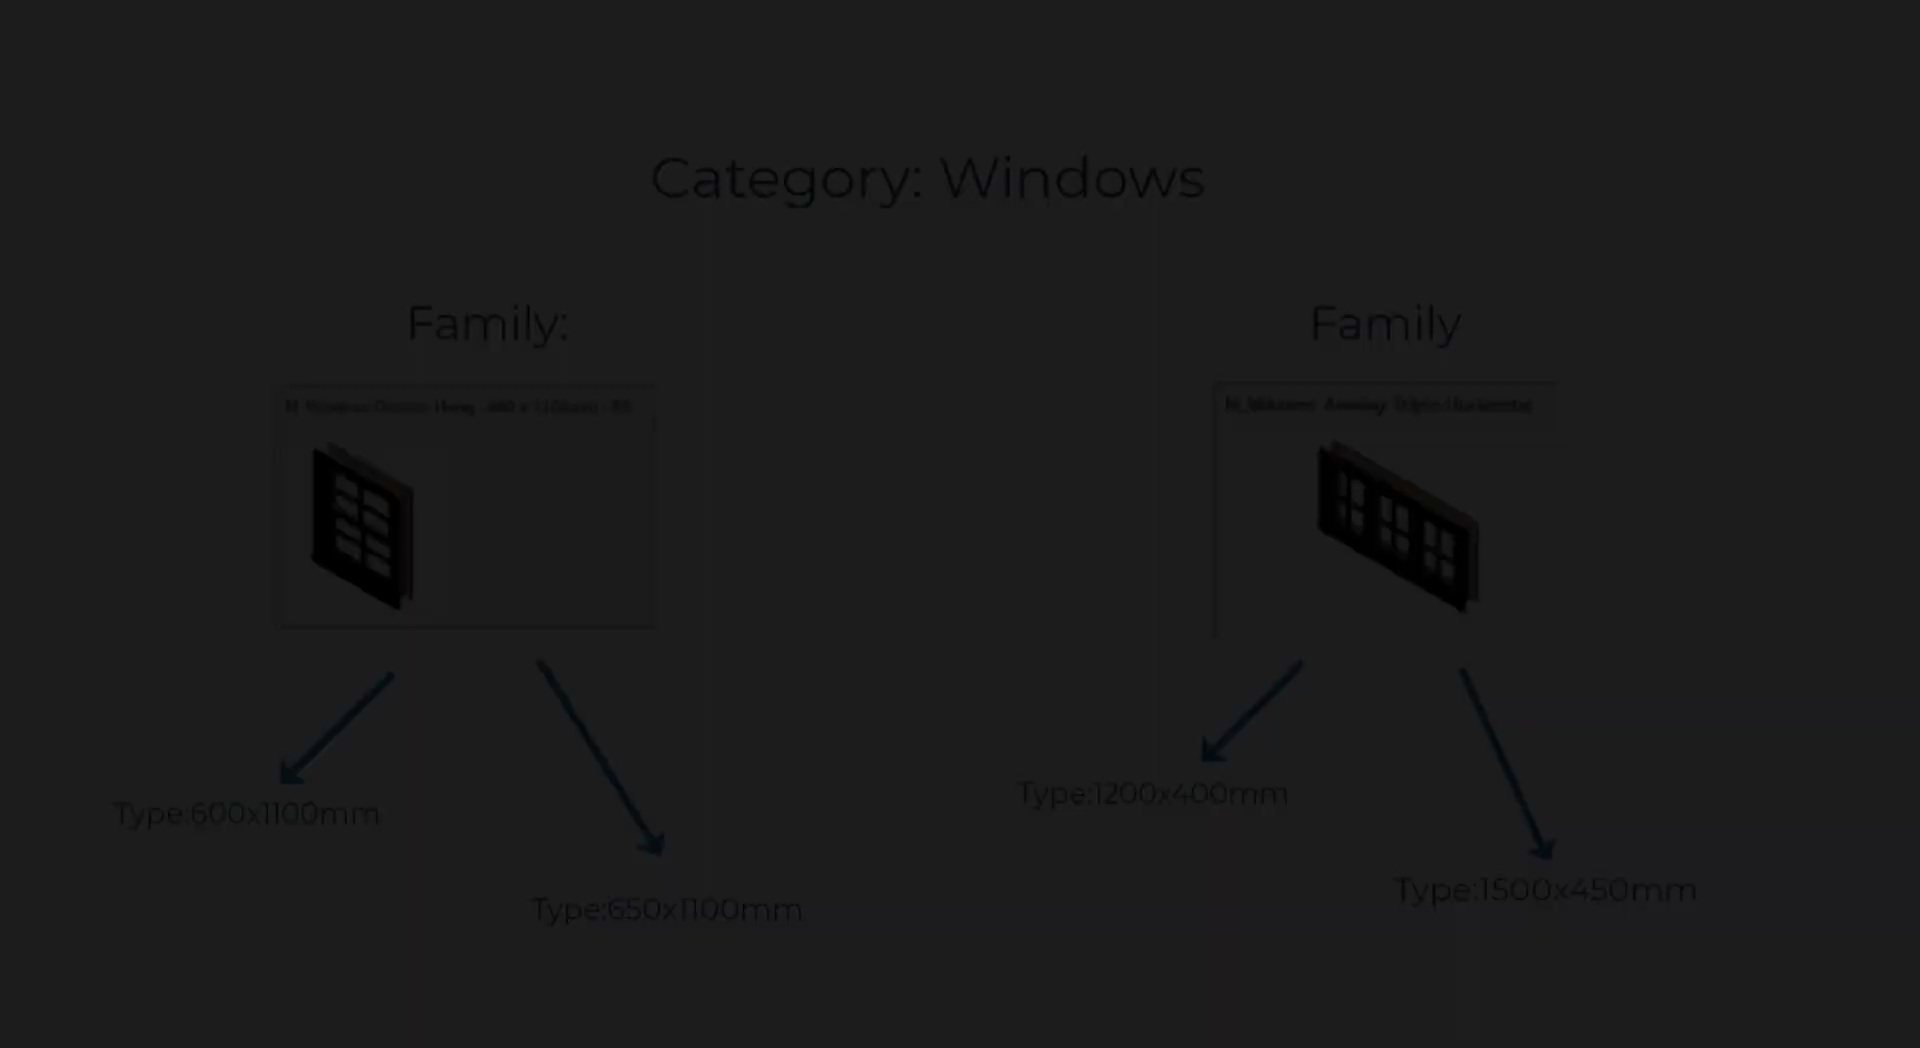 Category: Windows
Family:
Family
Type:600x1100mm
Type:1200x400mm
Type:650x1100mm
Type:1500x450mm